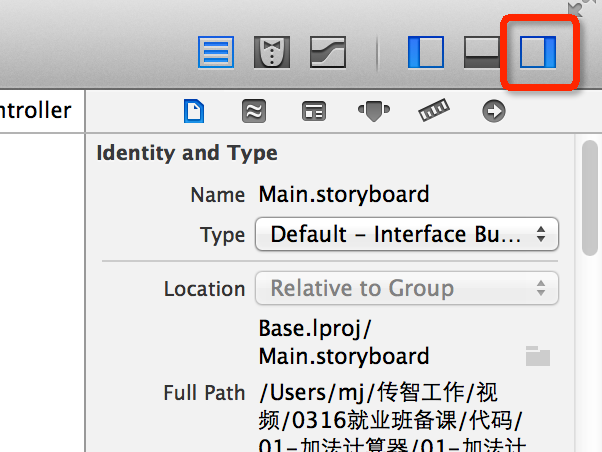 ntroller
Identity and Type
Name Main.storyboard
Type Default - Interface Bu...
Location Relative to Group
Base.lproj/
Main.storyboard
Full Path /Users/mj/传智工作/视
频/0316就业班备课/代码/
01-加法计算器/01-加法计